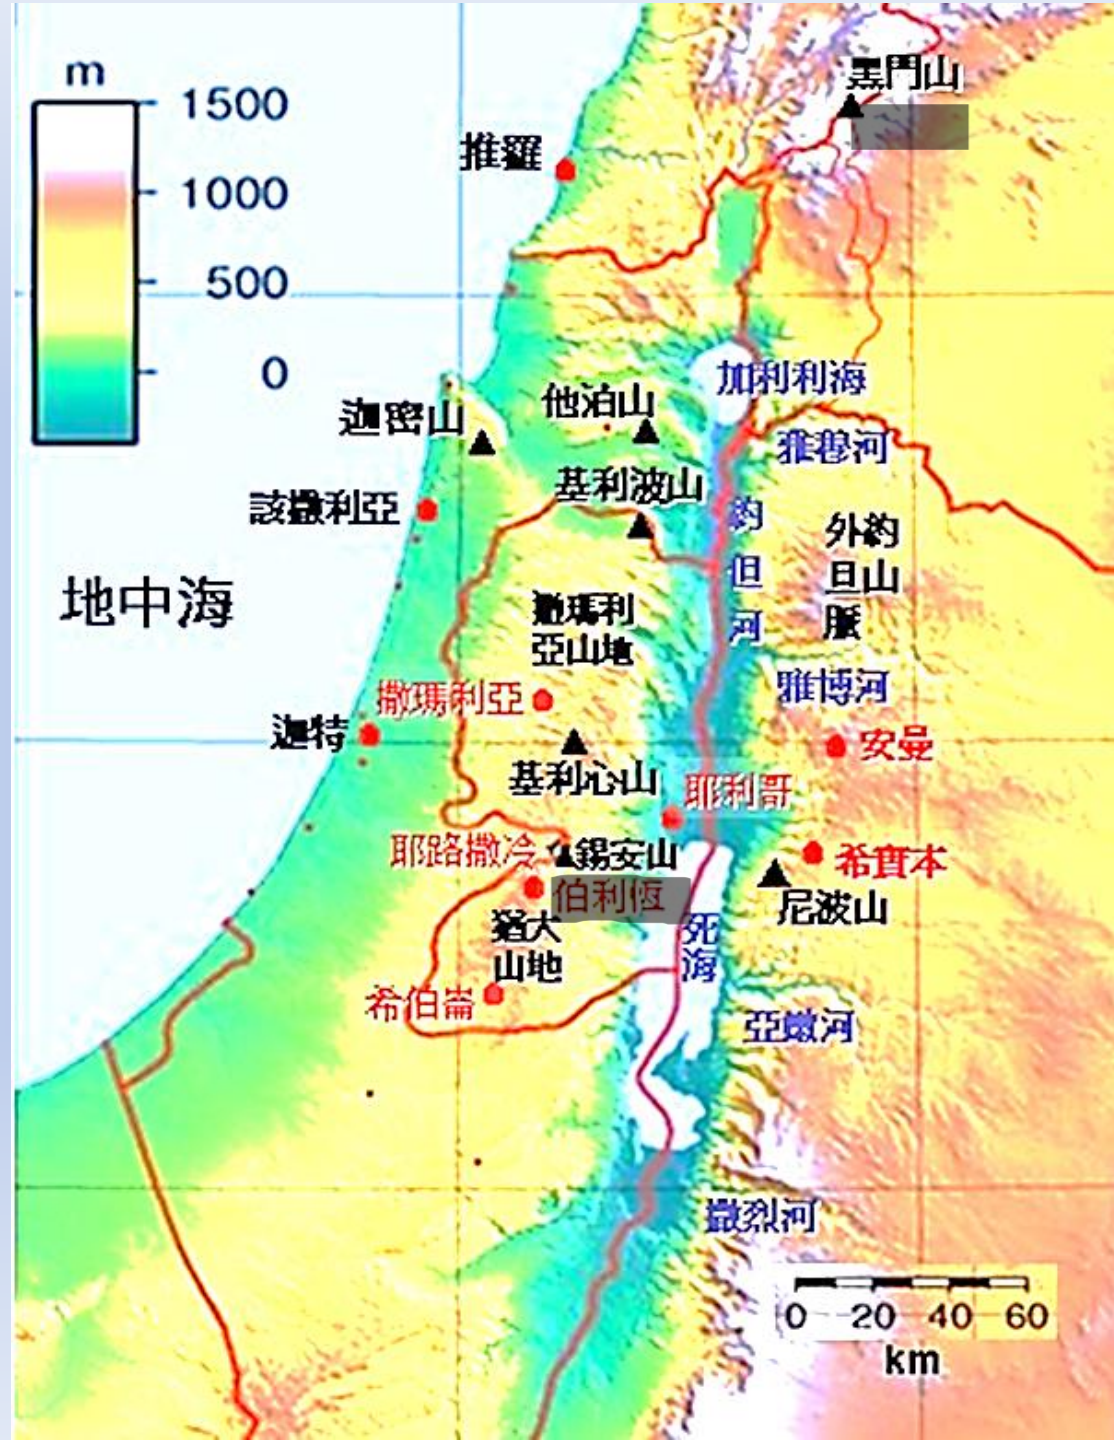 m
1500
1000
500
0
黑門山
推羅
加利利海
他泊山
迦密山
雅穆河
基利波山
該撒利亞
約
但
河
外約
旦山
脈
地中海
撒瑪利
亞山地
雅博河
撒瑪利亞
迦特
安曼
基利心山
耶利哥
耶路撒冷
錫安山
希實本
伯利恆
尼波山
猶大
山地
死
海
希伯崙
亞嫩河
撒烈河
0 20 40 60
km